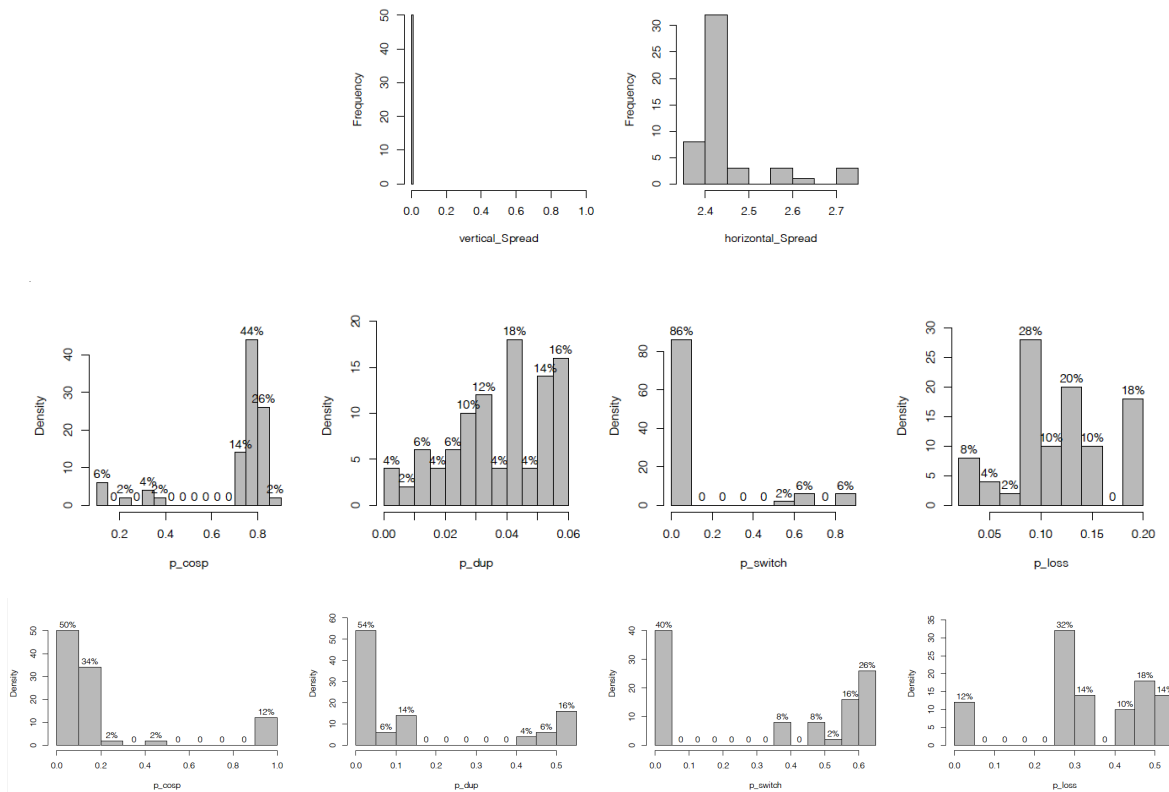 Frequency
0 10 20 30 40 50
0.0 0.2 0.4 0.6 0.8 1.0
vertical_Spread
Frequency
0 5 10 15 20 25 30
2.4 2.5 2.6 2.7
horizontal_Spread
Density
0 10 20 30 40
6% 0 2% 0 4% 2% 0 0 0 0 0 14% 44% 26% 2%
0.2 0.4 0.6 0.8
p_cosp
Density
0 5 10 15 20
4% 2% 6% 4% 6% 10% 12% 4% 18% 4% 14% 16%
0.00 0.02 0.04 0.06
p_dup
Density
0 20 40 60 80
86% 0 0 0 0 2% 6% 0 6%
0.0 0.2 0.4 0.6 0.8
p_switch
Density
0 5 10 15 20 25 30
8% 4% 2% 28% 10% 20% 10% 0 18%
0.05 0.10 0.15 0.20
p_loss
Density
0 10 20 30 40 50
50% 34% 2% 0 2% 0 0 0 0 12%
0.0 0.2 0.4 0.6 0.8 1.0
p_cosp
Density
0 10 20 30 40 50 60
54% 6% 14% 0 0 0 0 0 4% 6% 16%
0.0 0.1 0.2 0.3 0.4 0.5
p_dup
Density
0 10 20 30 40
40% 0 0 0 0 0 0 8% 0 8% 2% 16% 26%
0.0 0.1 0.2 0.3 0.4 0.5 0.6
p_switch
Density
0 5 10 15 20 25 30 35
12% 0 0 0 0 32% 14% 0 10% 18% 14%
0.0 0.1 0.2 0.3 0.4 0.5
p_loss